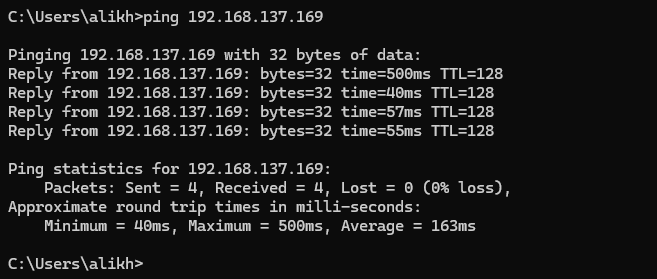 C:\Users\alikh>ping 192.168.137.169
Pinging 192.168.137.169 with 32 bytes of data:
Reply from 192.168.137.169: bytes=32 time=500ms TTL=128
Reply from 192.168.137.169: bytes=32 time=40ms TTL=128
Reply from 192.168.137.169: bytes=32 time=57ms TTL=128
Reply from 192.168.137.169: bytes=32 time=55ms TTL=128
Ping statistics for 192.168.137.169:
    Packets: Sent = 4, Received = 4, Lost = 0 (0% loss),
Approximate round trip times in milli-seconds:
    Minimum = 40ms, Maximum = 500ms, Average = 163ms
C:\Users\alikh>